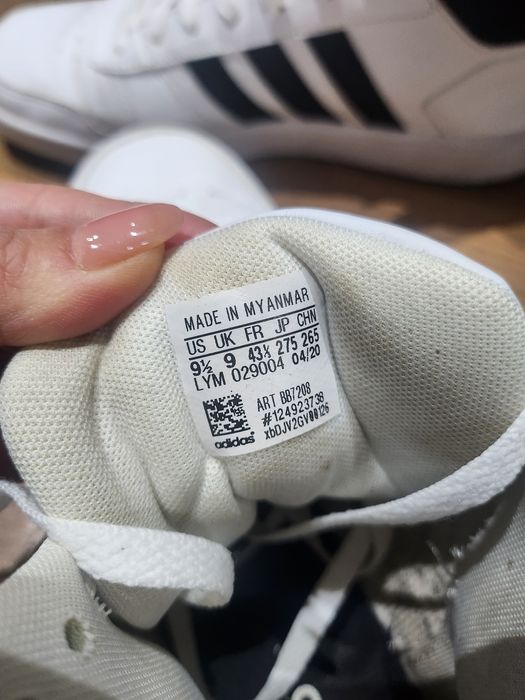 MADE IN MYANMAR
US UK FR JP CHN
9½ 9 43⅓ 275 265
LYM 029004 04/20
ART BB7208
#124923738
xbDJV2GV00126
adidas